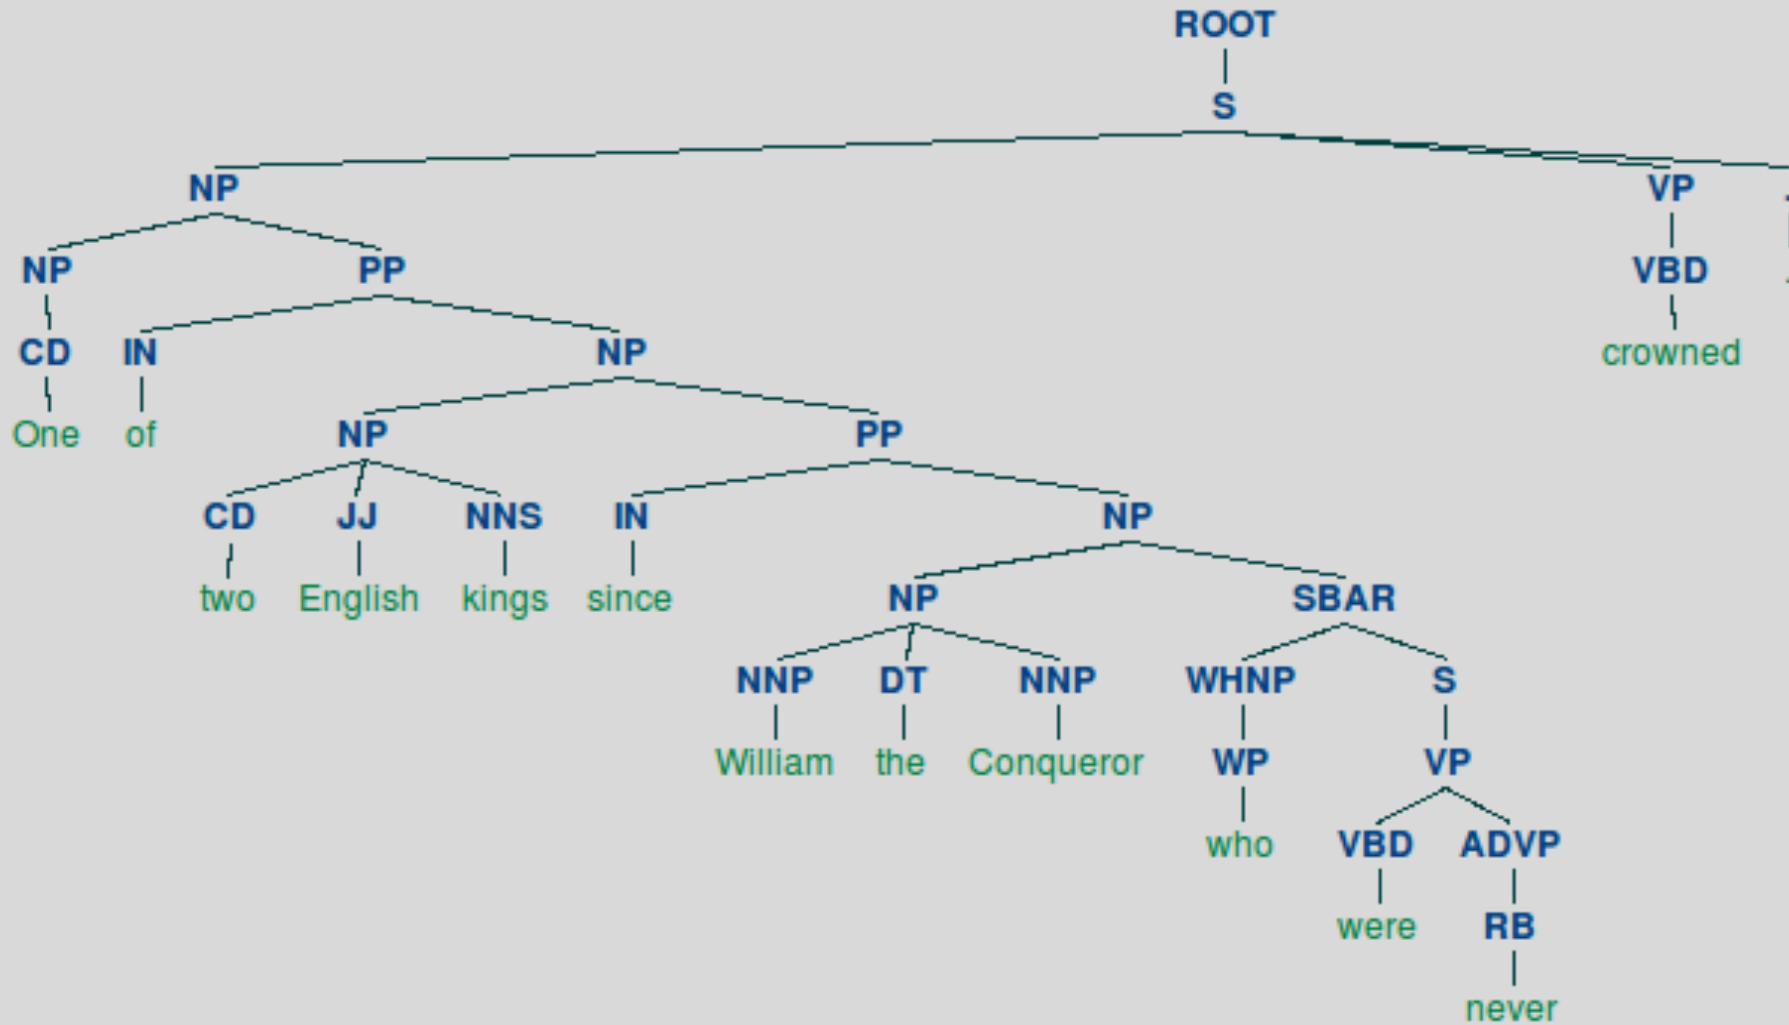 ROOT
S
NP VP
NP PP VBD
CD IN NP crowned
One of NP PP
CD JJ NNS IN NP
two English kings since NP SBAR
NNP DT NNP WHNP S
William the Conqueror WP VP
who VBD ADVP
were RB
never